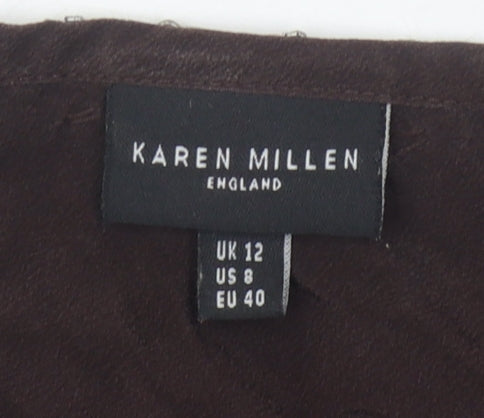 KAREN MILLEN
ENGLAND
UK 12
US 8
EU 40